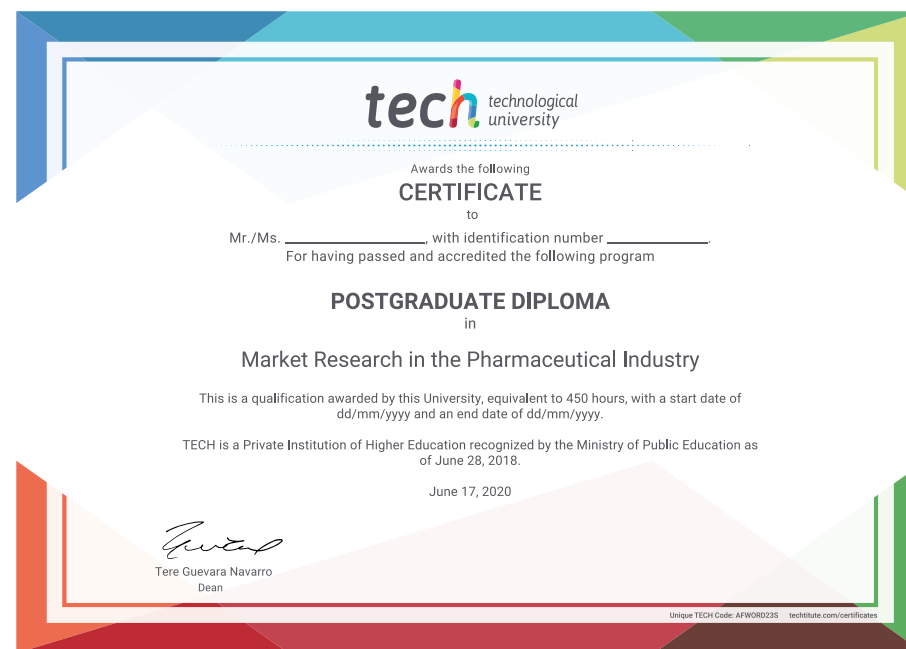 tech technological
university
Awards the following
CERTIFICATE
to
Mr./Ms. ____________________, with identification number ______________.
For having passed and accredited the following program
POSTGRADUATE DIPLOMA
in
Market Research in the Pharmaceutical Industry
This is a qualification awarded by this University, equivalent to 450 hours, with a start date of
dd/mm/yyyy and an end date of dd/mm/yyyy.
TECH is a Private Institution of Higher Education recognized by the Ministry of Public Education as
of June 28, 2018.
June 17, 2020
Tere Guevara Navarro
Dean
Unique TECH Code: AFWORD23S techtitute.com/certificates